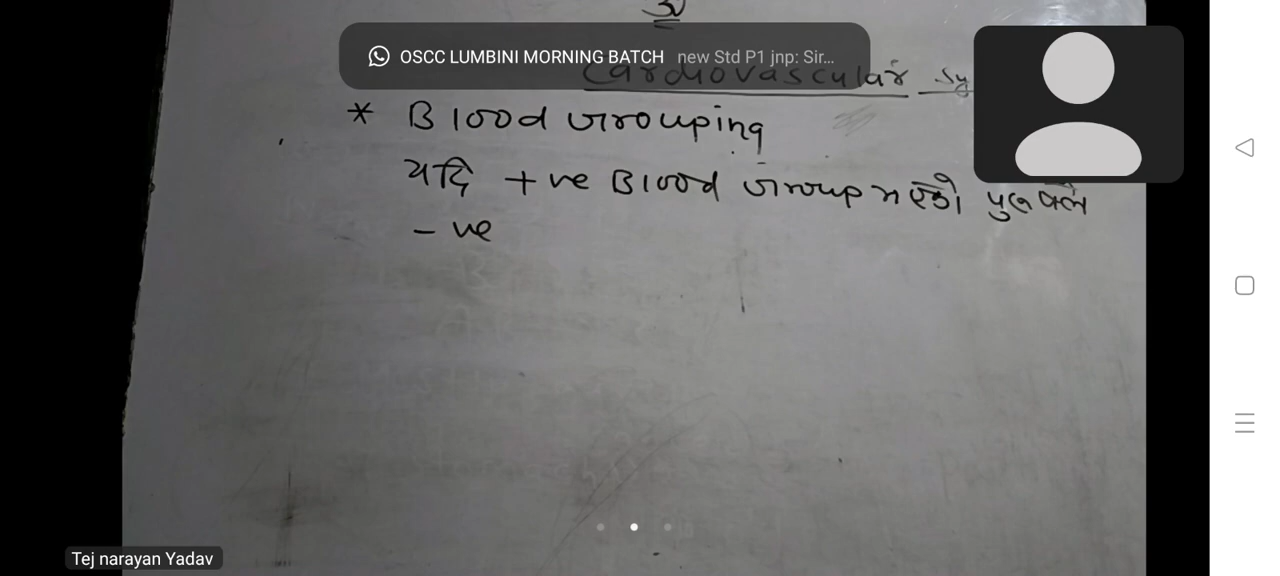 उ
OSCC LUMBINI MORNING BATCH new Std P1 jnp: Sir...
Cardiovascular Sy
* Blood Grouping
यदि +ve Blood Group भएको पुरुषले
-ve
Tej narayan Yadav